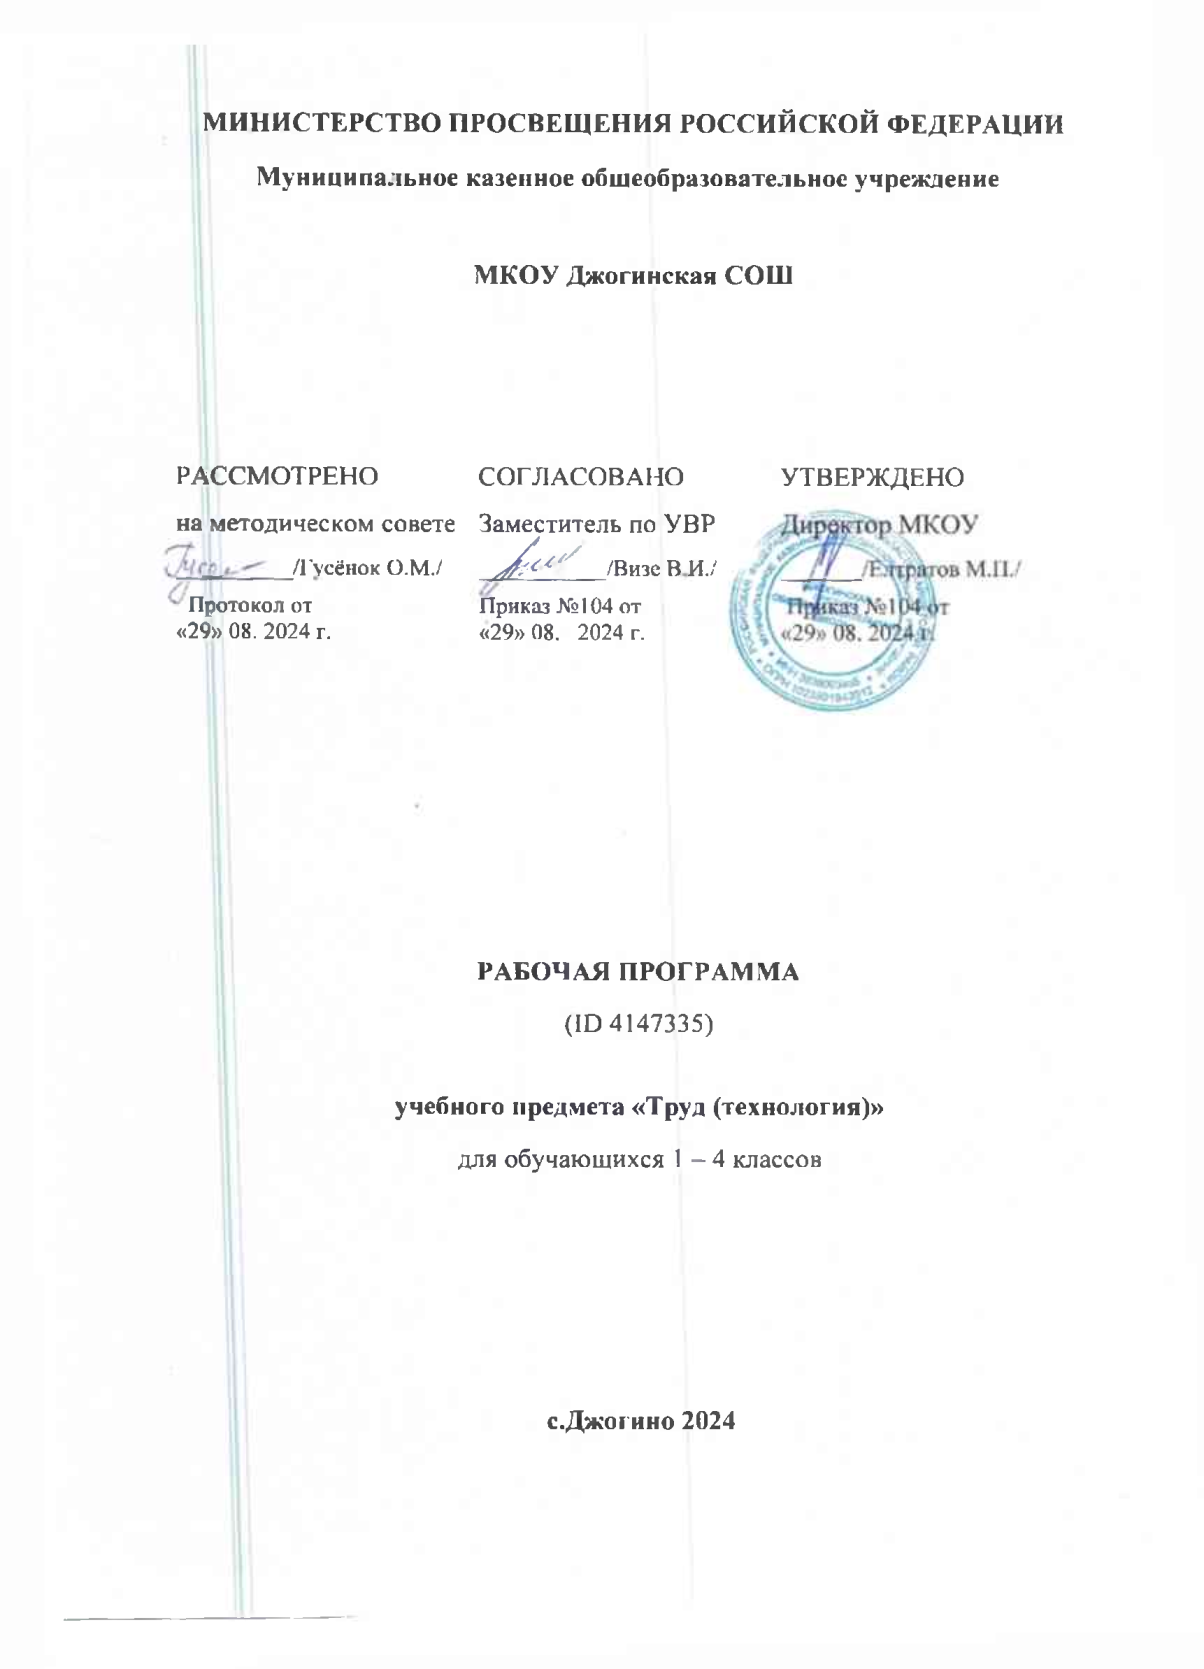 МИНИСТЕРСТВО ПРОСВЕЩЕНИЯ РОССИЙСКОЙ ФЕДЕРАЦИИ
Муниципальное казенное общеобразовательное учреждение
МКОУ Джогинская СОШ
РАССМОТРЕНО
на методическом совете
/Гусёнок О.М./
Протокол от
«29» 08. 2024 г.
СОГЛАСОВАНО
Заместитель по УВР
/Визе В.И./
Приказ №104 от
«29» 08. 2024 г.
УТВЕРЖДЕНО
Директор МКОУ
/Елтратов М.П./
Приказ №104 от
«29» 08. 2024 г.
РАБОЧАЯ ПРОГРАММА
(ID 4147335)
учебного предмета «Труд (технология)»
для обучающихся 1 – 4 классов
с.Джогино 2024